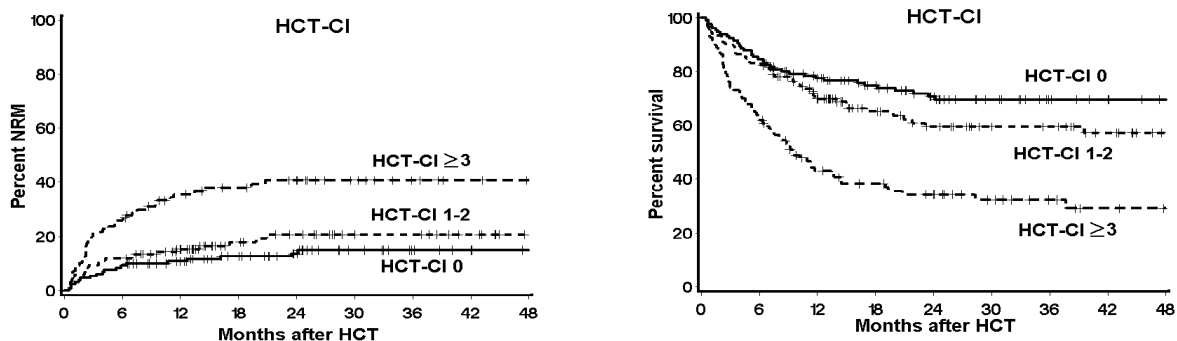 HCT-CI
100
80
60
40
20
0
Percent NRM
HCT-CI ≥3
HCT-CI 1-2
HCT-CI 0
0 6 12 18 24 30 36 42 48
Months after HCT
HCT-CI
100
80
60
40
20
0
Percent survival
HCT-CI 0
HCT-CI 1-2
HCT-CI ≥3
0 6 12 18 24 30 36 42 48
Months after HCT